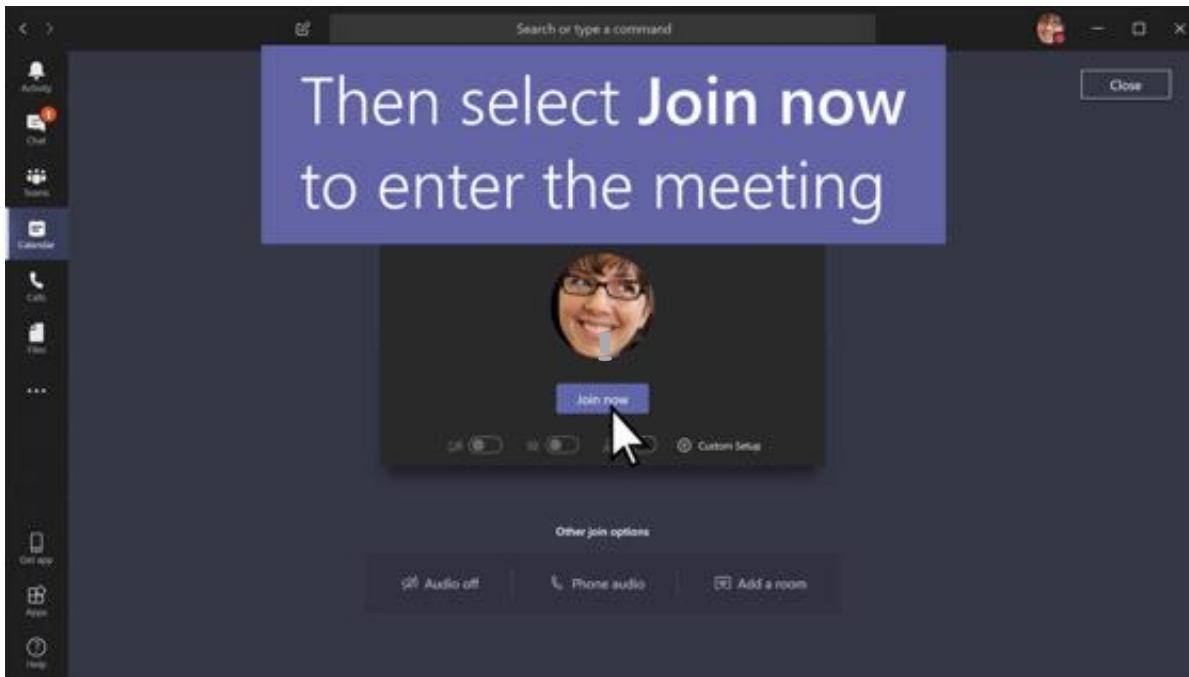 Search or type a command
Then select Join now
to enter the meeting
Close
Activity
1
Chat
Teams
Calendar
Calls
Files
Join now
Custom Setup
Other join options
Audio off
Phone audio
Add a room
Get app
Apps
Help